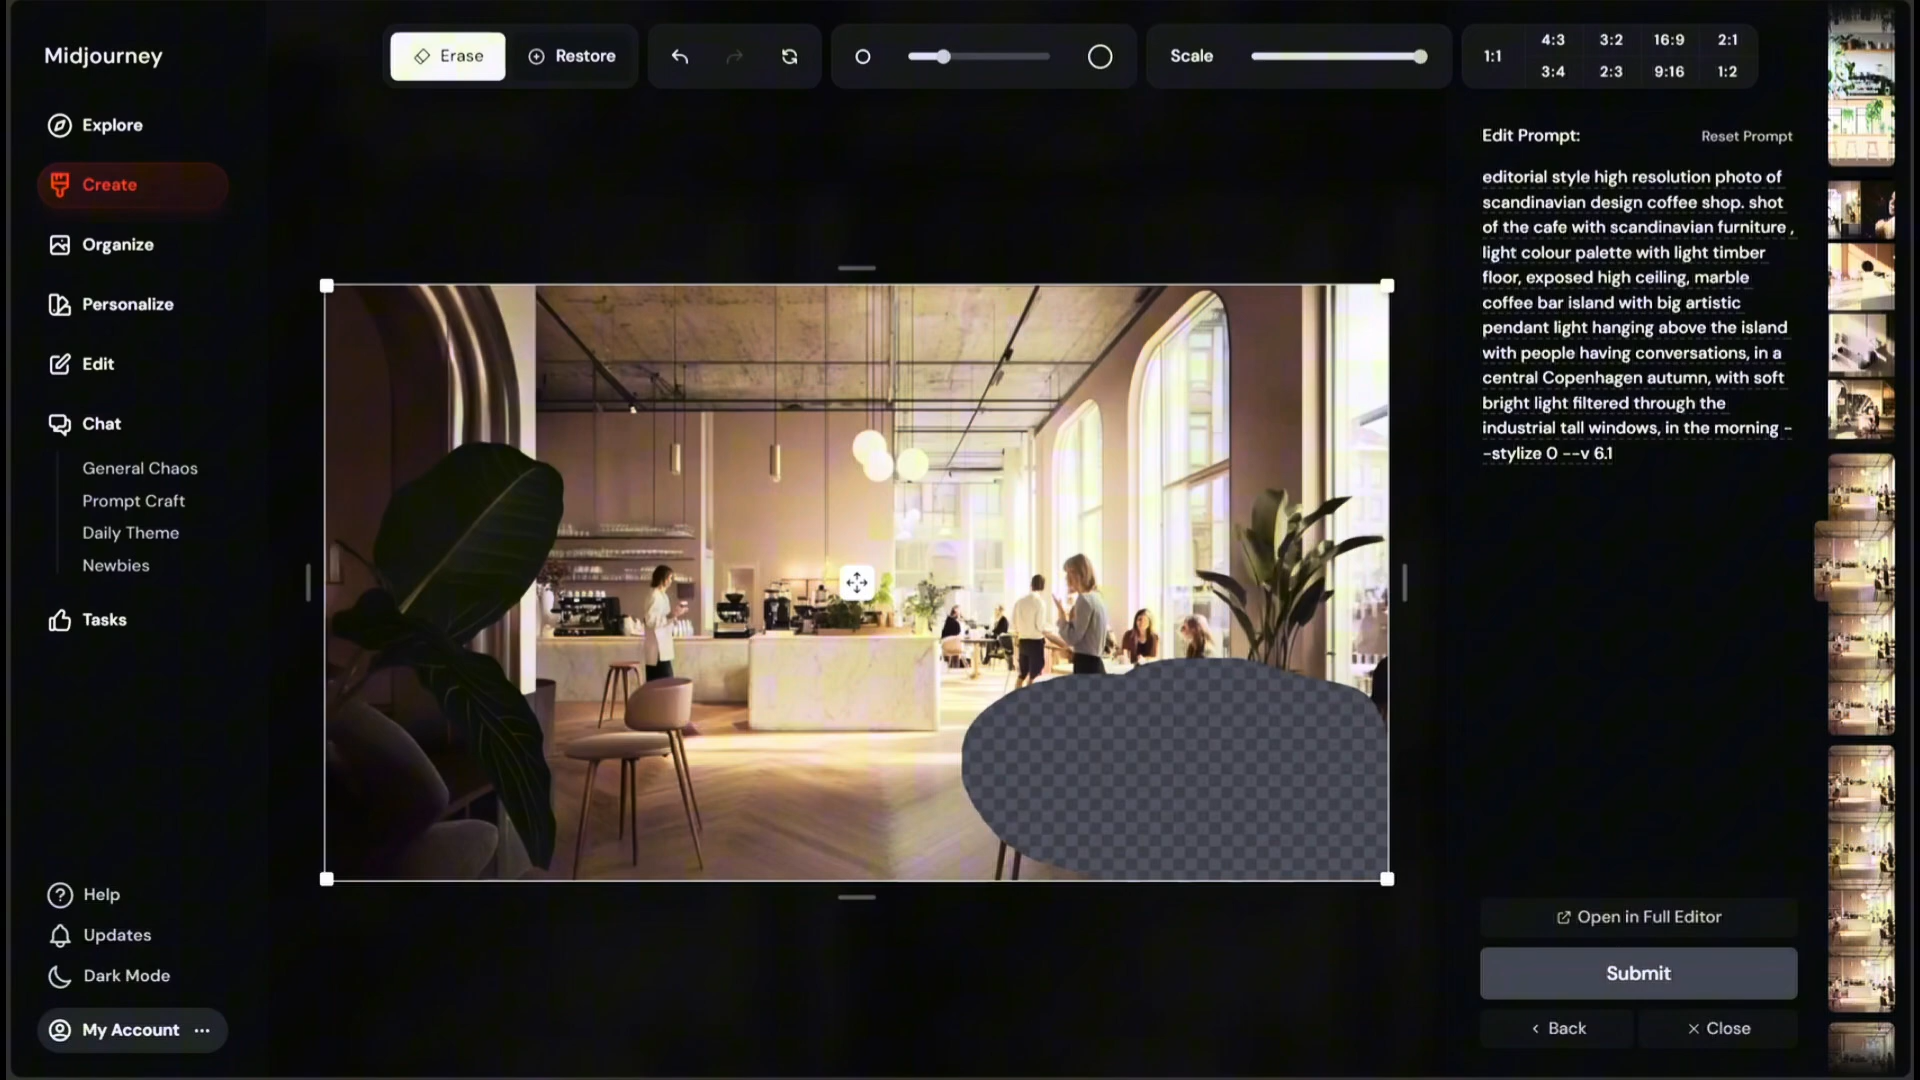 Midjourney
Explore
Create
Organize
Personalize
Edit
Chat
General Chaos
Prompt Craft
Daily Theme
Newbies
Tasks
Help
Updates
Dark Mode
My Account
Erase
Restore
Scale
1:1
4:3
3:2
16:9
2:1
3:4
2:3
9:16
1:2
Edit Prompt:
Reset Prompt
editorial style high resolution photo of
scandinavian design coffee shop. shot
of the cafe with scandinavian furniture ,
light colour palette with light timber
floor, exposed high ceiling, marble
coffee bar island with big artistic
pendant light hanging above the island
with people having conversations, in a
central Copenhagen autumn, with soft
bright light filtered through the
industrial tall windows, in the morning -
-stylize 0 --v 6.1
Open in Full Editor
Submit
Back
Close